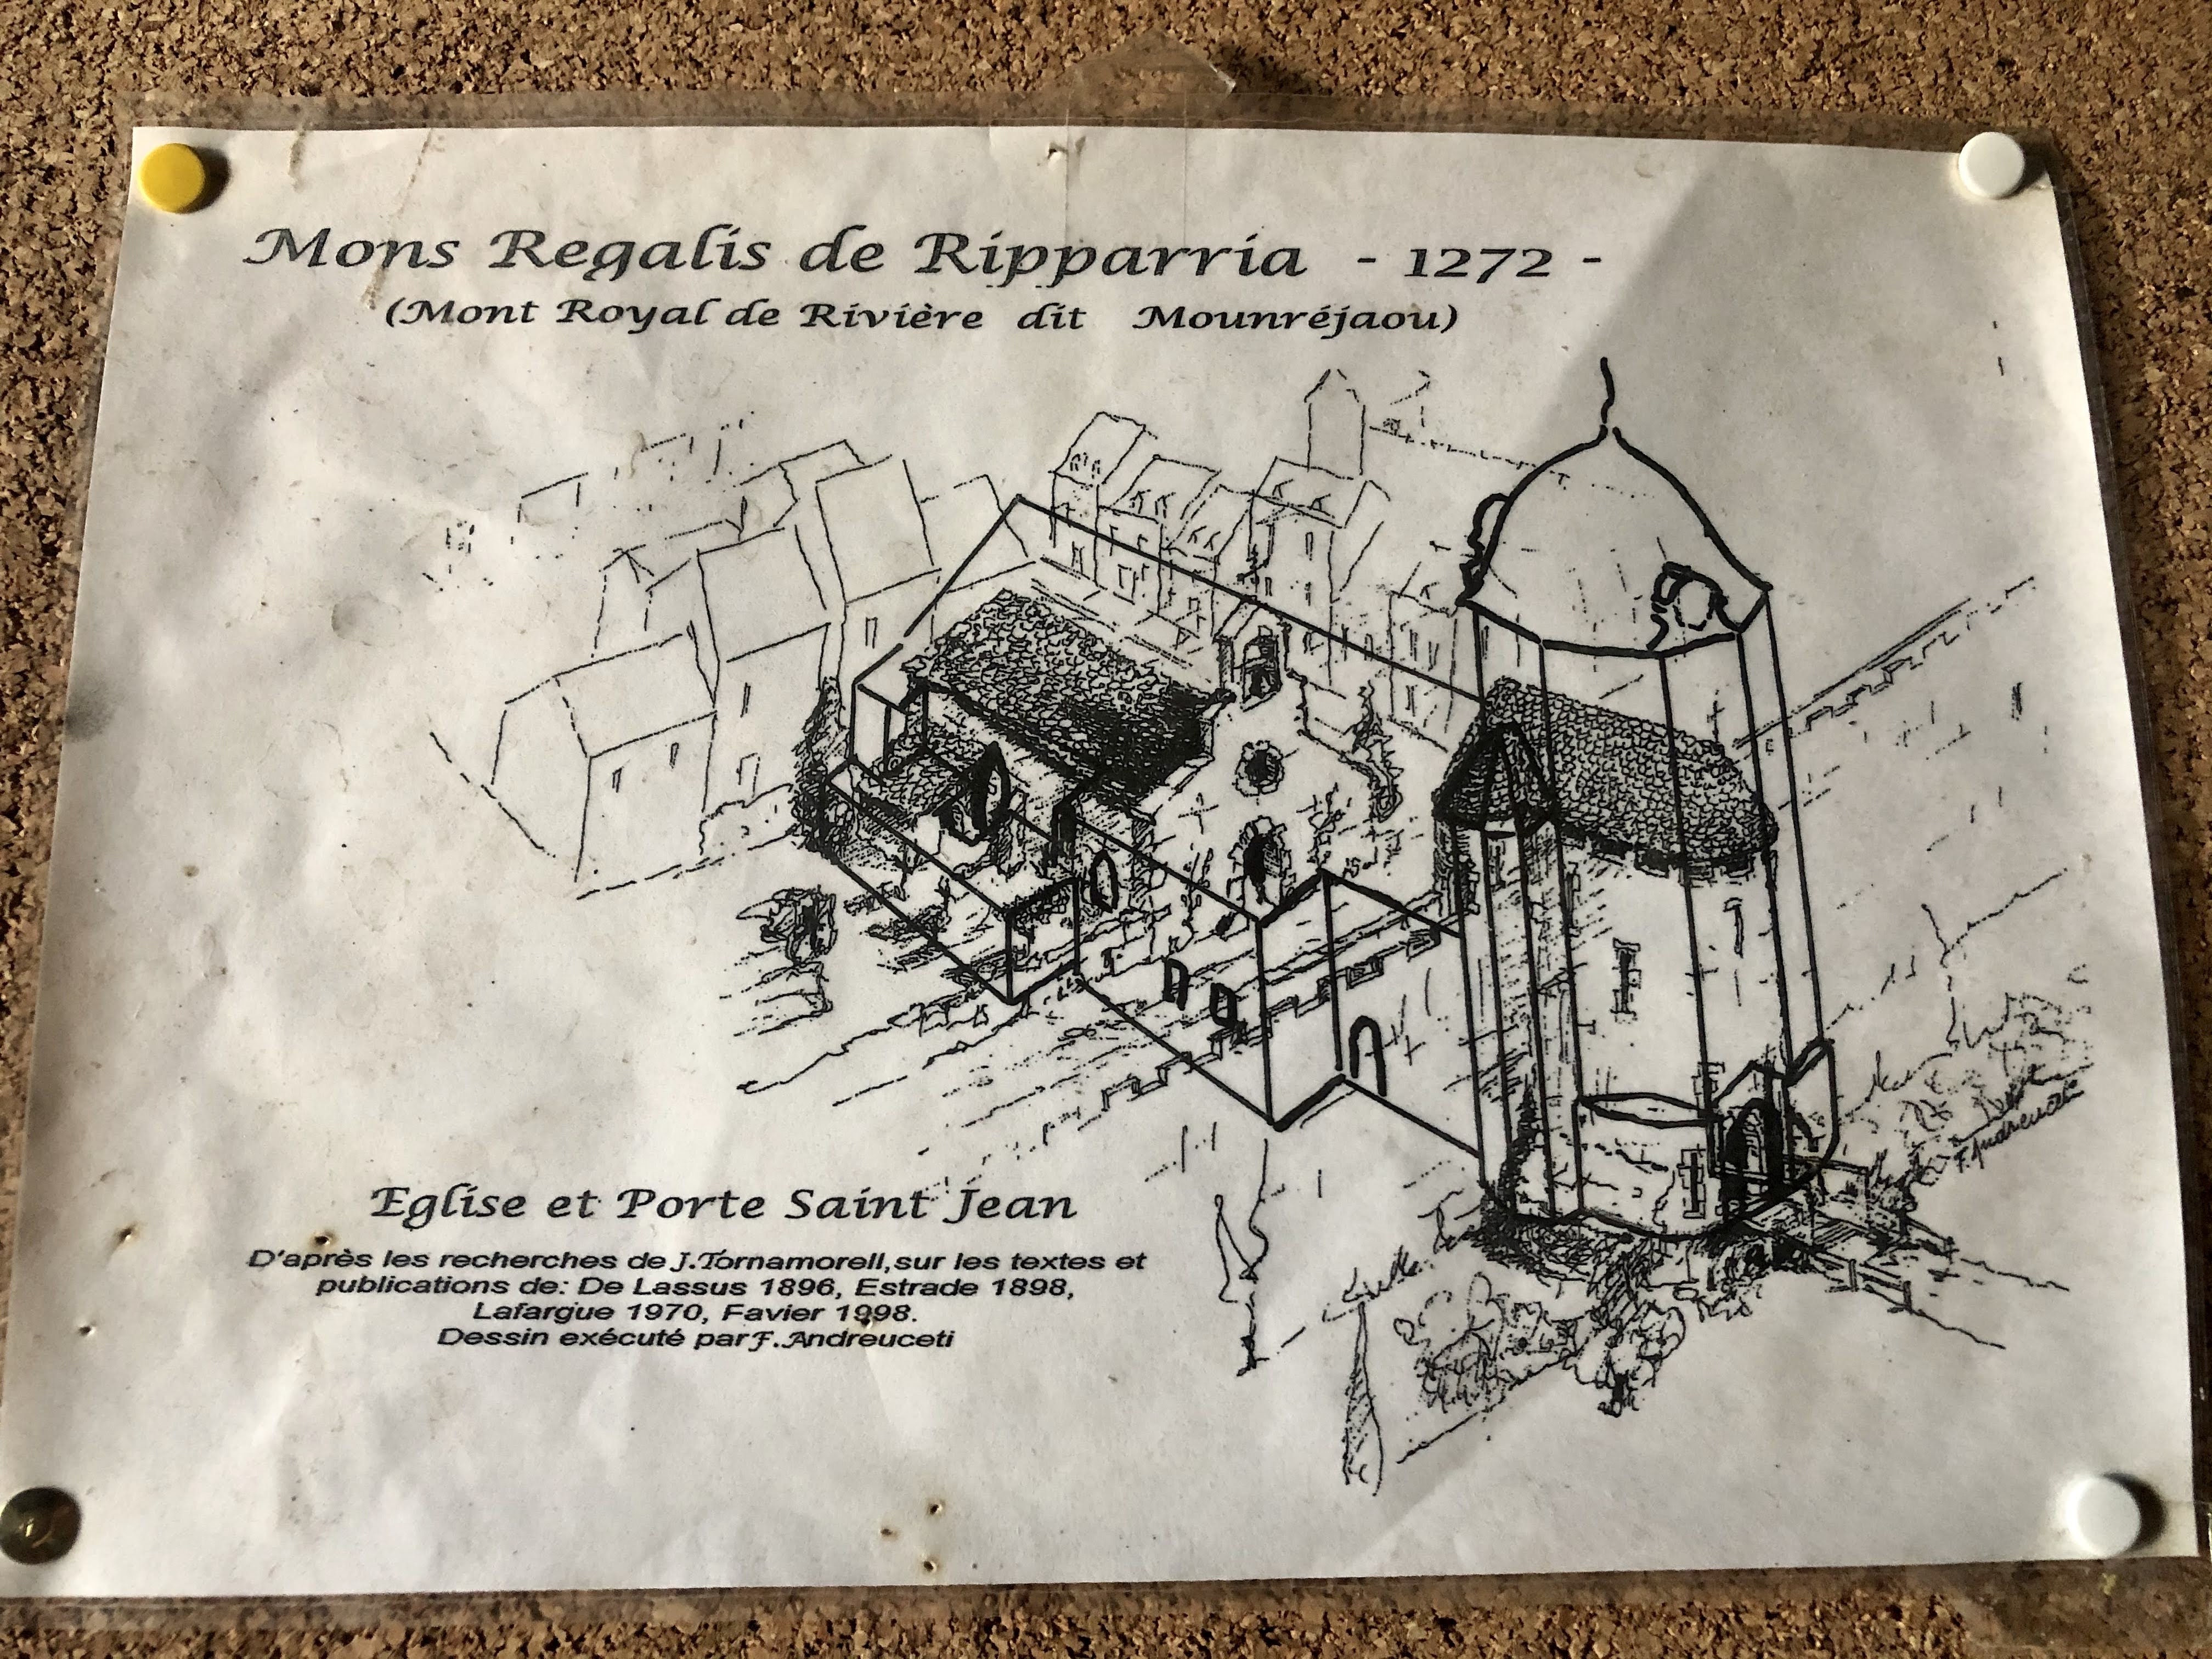 Mons Regalis de Ripparria - 1272 -
(Mont Royal de Rivière dit Mounréjaou)
F. Andreuceti
Eglise et Porte Saint Jean
D'après les recherches de J.Tornamorell,sur les textes et
publications de: De Lassus 1896, Estrade 1898,
Lafargue 1970, Favier 1998.
Dessin exécuté par F.Andreuceti